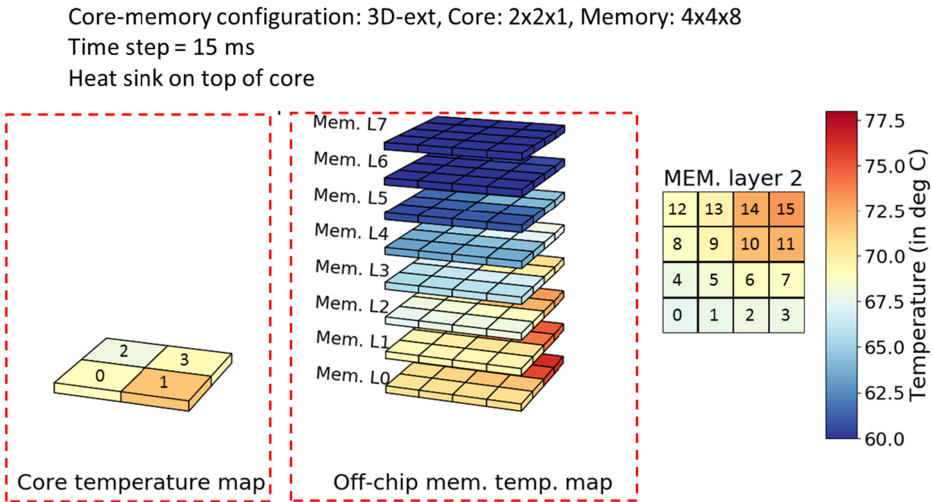 Core-memory configuration: 3D-ext, Core: 2x2x1, Memory: 4x4x8
Time step = 15 ms
Heat sink on top of core
Mem. L7
Mem. L6
Mem. L5
Mem. L4
Mem. L3
Mem. L2
Mem. L1
Mem. L0
2 3
0 1
Core temperature map
Off-chip mem. temp. map
MEM. layer 2
12 13 14 15
8 9 10 11
4 5 6 7
0 1 2 3
77.5
75.0
72.5
70.0
67.5
65.0
62.5
60.0
Temperature (in deg C)